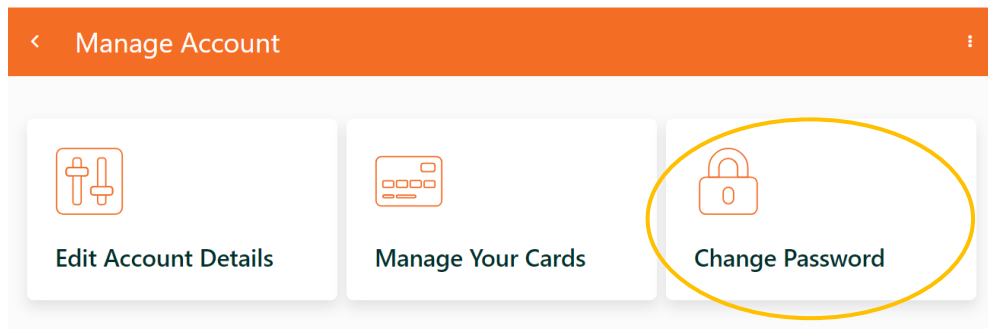 Manage Account
Edit Account Details
Manage Your Cards
Change Password